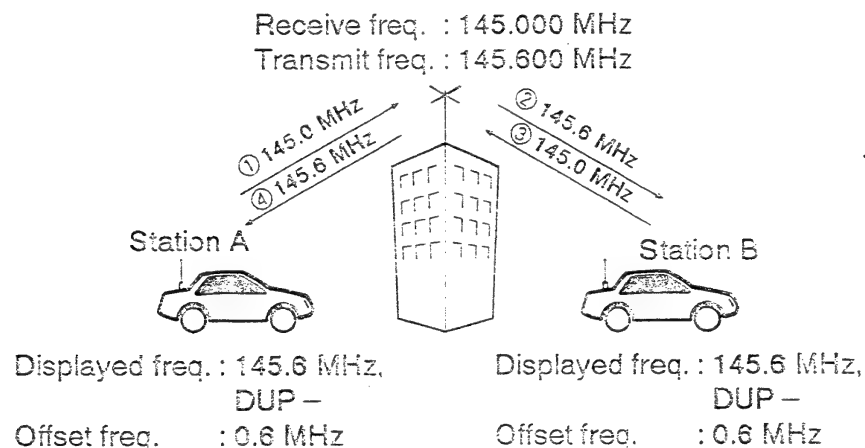 Receive freq. : 145.000 MHz
Transmit freq. : 145.600 MHz
① 145.0 MHz
④ 145.6 MHz
② 145.6 MHz
③ 145.0 MHz
Station A
Station B
Displayed freq. : 145.6 MHz,
DUP –
Offset freq. : 0.6 MHz
Displayed freq. : 145.6 MHz,
DUP –
Offset freq. : 0.6 MHz